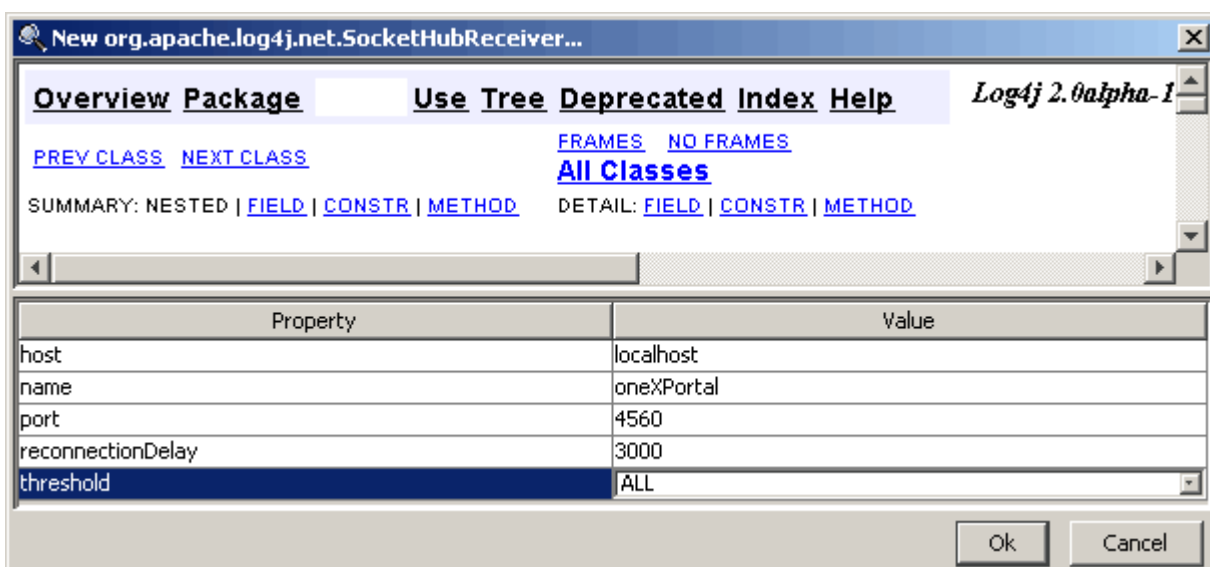 New org.apache.log4j.net.SocketHubReceiver...
Overview Package Use Tree Deprecated Index Help Log4j 2.0alpha-1
PREV CLASS NEXT CLASS FRAMES NO FRAMES
All Classes
SUMMARY: NESTED | FIELD | CONSTR | METHOD DETAIL: FIELD | CONSTR | METHOD
Property Value
host localhost
name oneXPortal
port 4560
reconnectionDelay 3000
threshold ALL
Ok Cancel